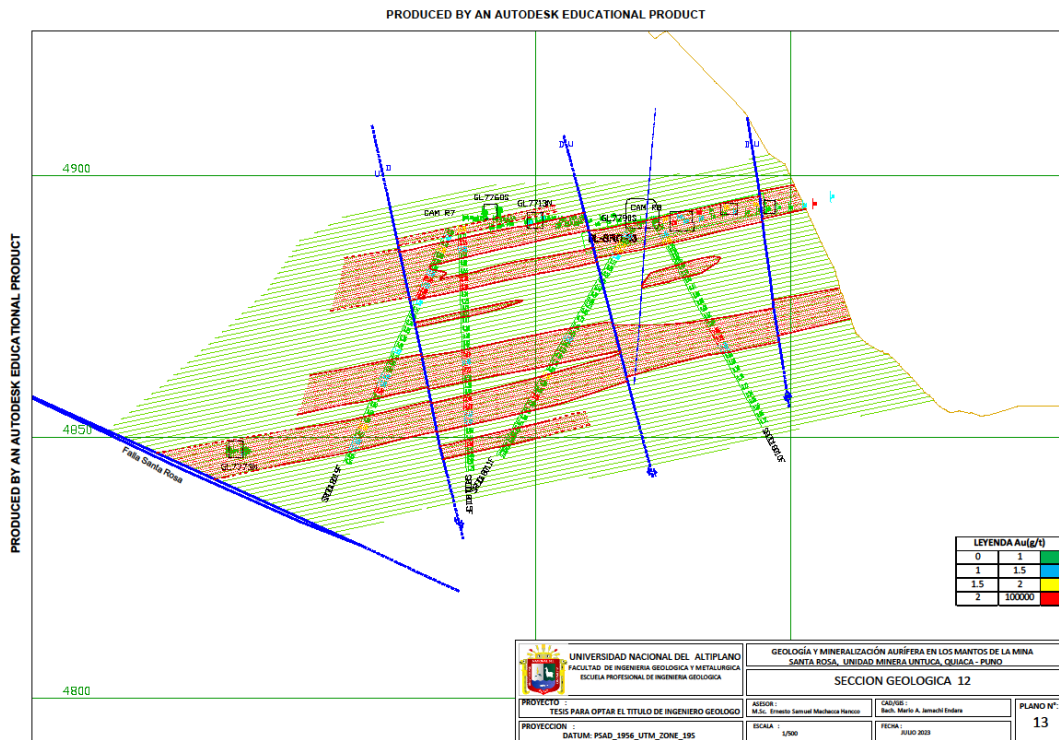 PRODUCED BY AN AUTODESK EDUCATIONAL PRODUCT
PRODUCED BY AN AUTODESK EDUCATIONAL PRODUCT
4900
U D
D U
D U
GL7760S
GL7713N
CAM R7
CAM R8
GL7790S
4850
Falla Santa Rosa
4800
LEYENDA Au(g/t)
0 1
1 1.5
1.5 2
2 100000
UNIVERSIDAD NACIONAL DEL ALTIPLANO
FACULTAD DE INGENIERIA GEOLOGICA Y METALURGICA
ESCUELA PROFESIONAL DE INGENIERIA GEOLOGICA
GEOLOGÍA Y MINERALIZACIÓN AURÍFERA EN LOS MANTOS DE LA MINA
SANTA ROSA, UNIDAD MINERA UNTUCA, QUIACA - PUNO
SECCION GEOLOGICA 12
PROYECTO :
TESIS PARA OPTAR EL TITULO DE INGENIERO GEOLOGO
ASESOR :
M.Sc. Ernesto Samuel Machaca Hancco
CAD/GIS :
Bach. Mario A. Jamachi Endara
PLANO N°:
13
PROYECCION :
DATUM: PSAD_1956_UTM_ZONE_19S
ESCALA :
1/500
FECHA :
JULIO 2023